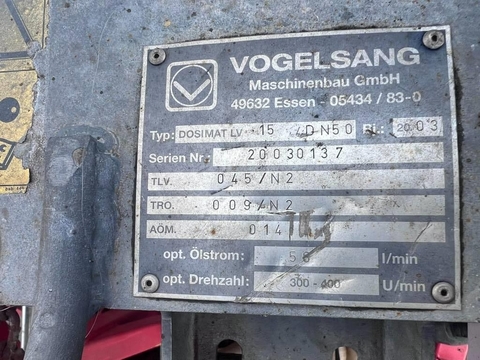 VOGELSANG
Maschinenbau GmbH
49632 Essen - 05434 / 83-0
Typ: DOSIMAT LV 15 /DN50 BJ.: 2003
Serien Nr.: 20030137
TLV. 045/N2
TRO. 009/N2
AÖM. 014
opt. Ölstrom: 56 l/min
opt. Drehzahl: 300 - 400 U/min